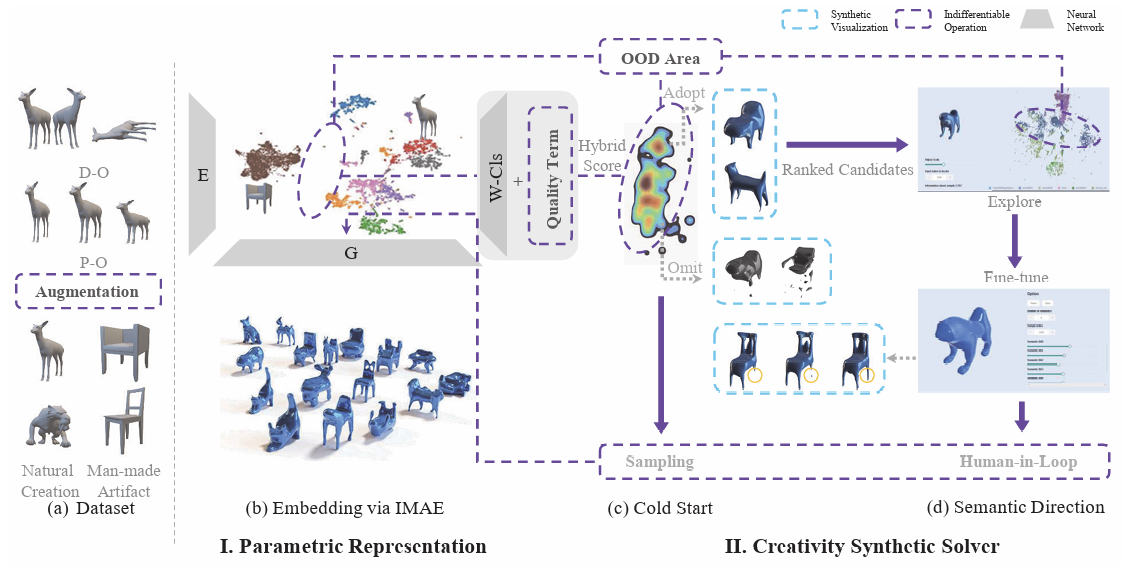 Synthetic
Visualization
Indifferentiable
Operation
Neural
Network
OOD Area
D-O
P-O
Augmentation
Natural
Creation
Man-made
Artifact
(a) Dataset
E
G
W-Cls
+
Quality Term
Hybrid
Score
Adopt
Omit
Ranked Candidates
Explore
Fine-tune
Sampling
Human-in-Loop
(b) Embedding via IMAE
(c) Cold Start
(d) Semantic Direction
I. Parametric Representation
II. Creativity Synthetic Solver